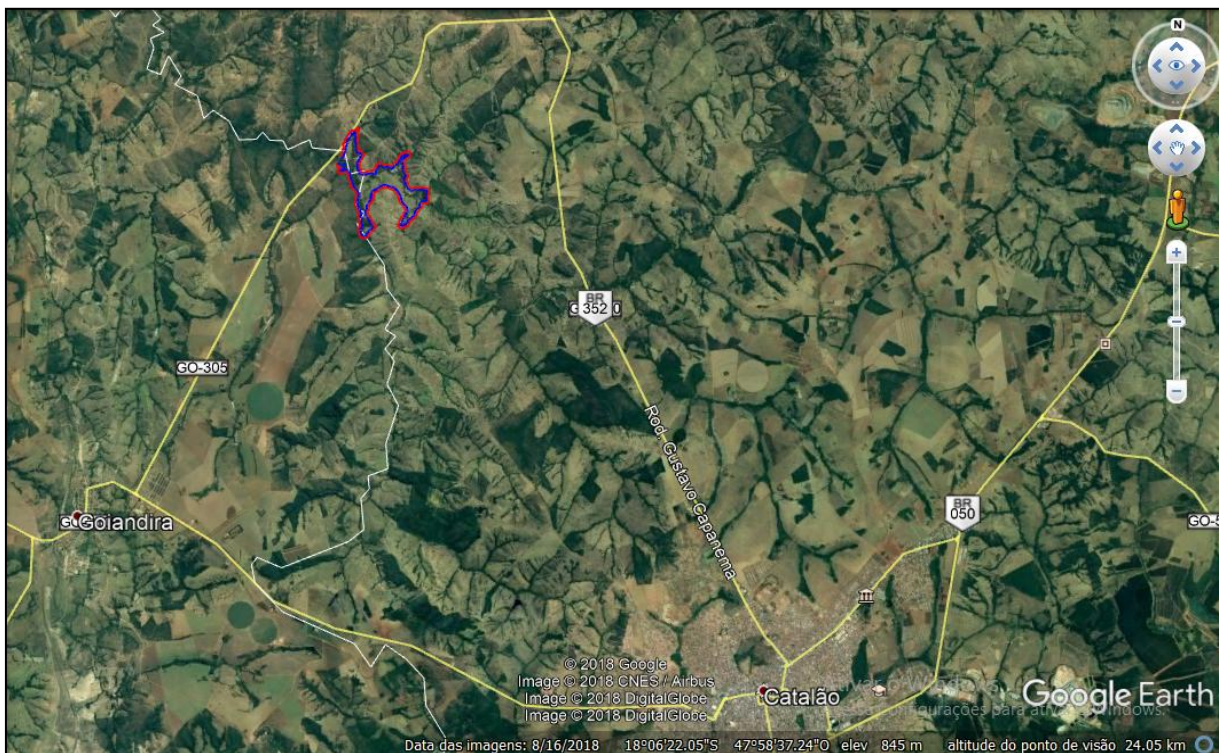 N
BR
352
GO-305
Rod. Gustavo Capanema
BR
050
Goiandira
GO-5
Catalão
© 2018 Google
Image © 2018 CNES / Airbus
Image © 2018 DigitalGlobe
Image © 2018 DigitalGlobe
Google Earth
Data das imagens: 8/16/2018 18°06'22.05"S 47°58'37.24"O elev 845 m altitude do ponto de visão 24.05 km